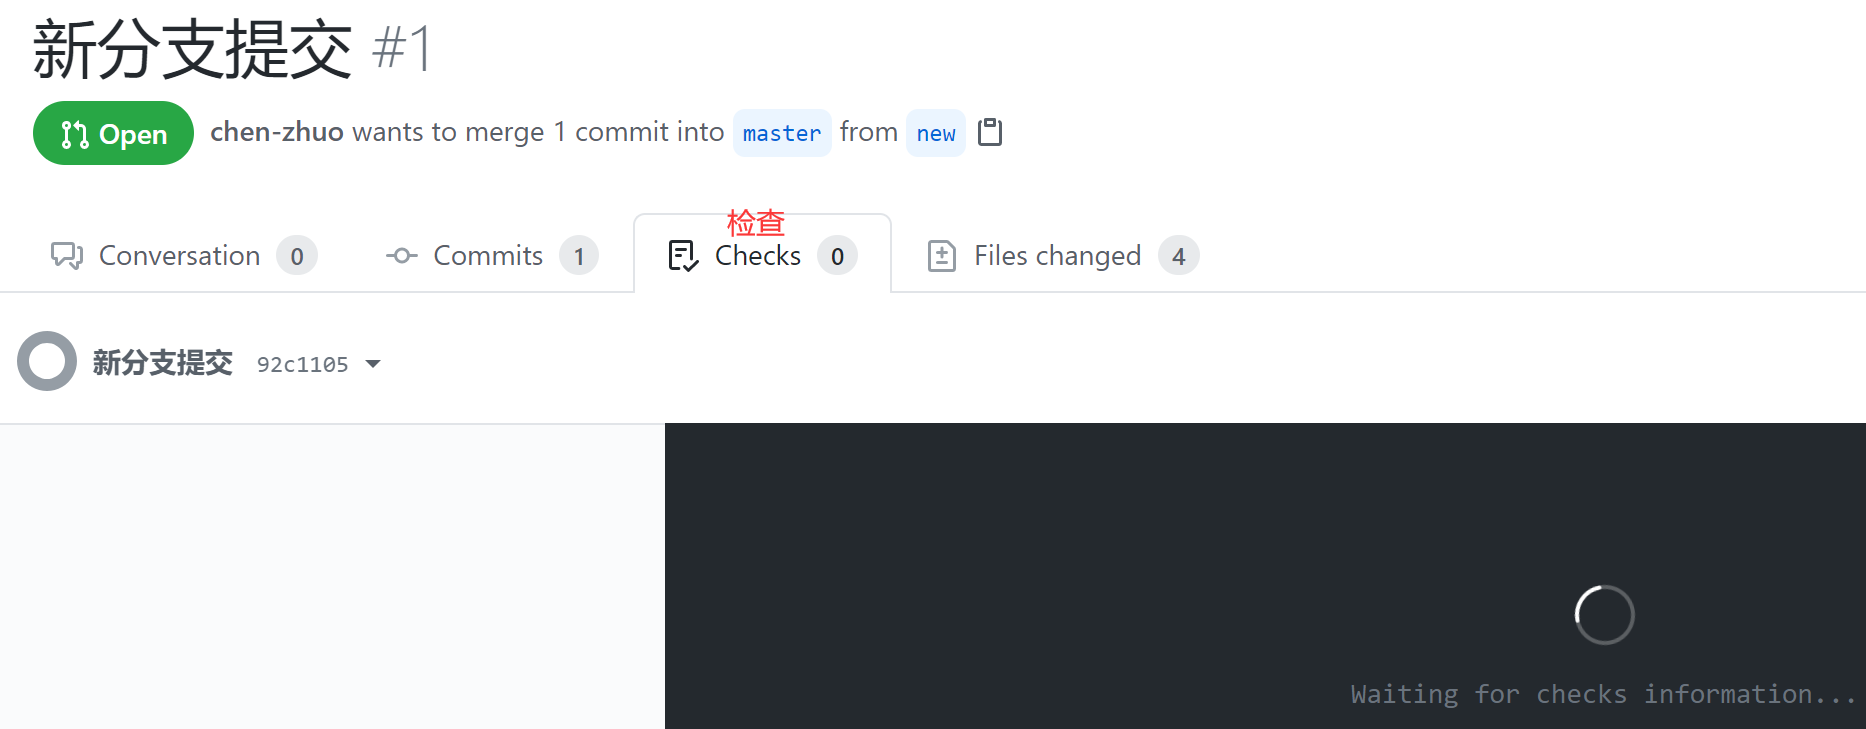 新分支提交 #1
Open chen-zhuo wants to merge 1 commit into master from new
检查
Conversation 0 Commits 1 Checks 0 Files changed 4
新分支提交 92c1105
Waiting for checks information...